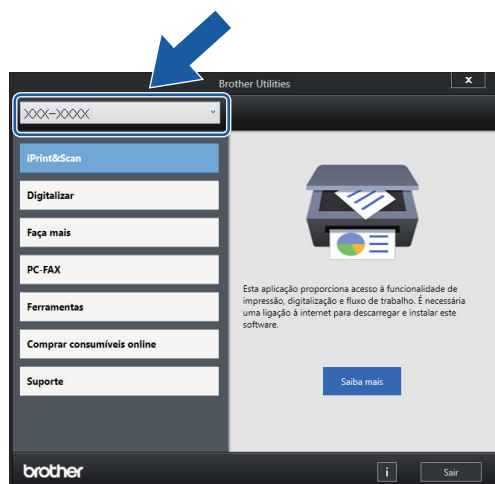 Brother Utilities
x
XXX-XXXX
iPrint&Scan
Digitalizar
Faça mais
PC-FAX
Ferramentas
Comprar consumíveis online
Suporte
Esta aplicação proporciona acesso à funcionalidade de
impressão, digitalização e fluxo de trabalho. É necessária
uma ligação à internet para descarregar e instalar este
software.
Saiba mais
brother
i
Sair